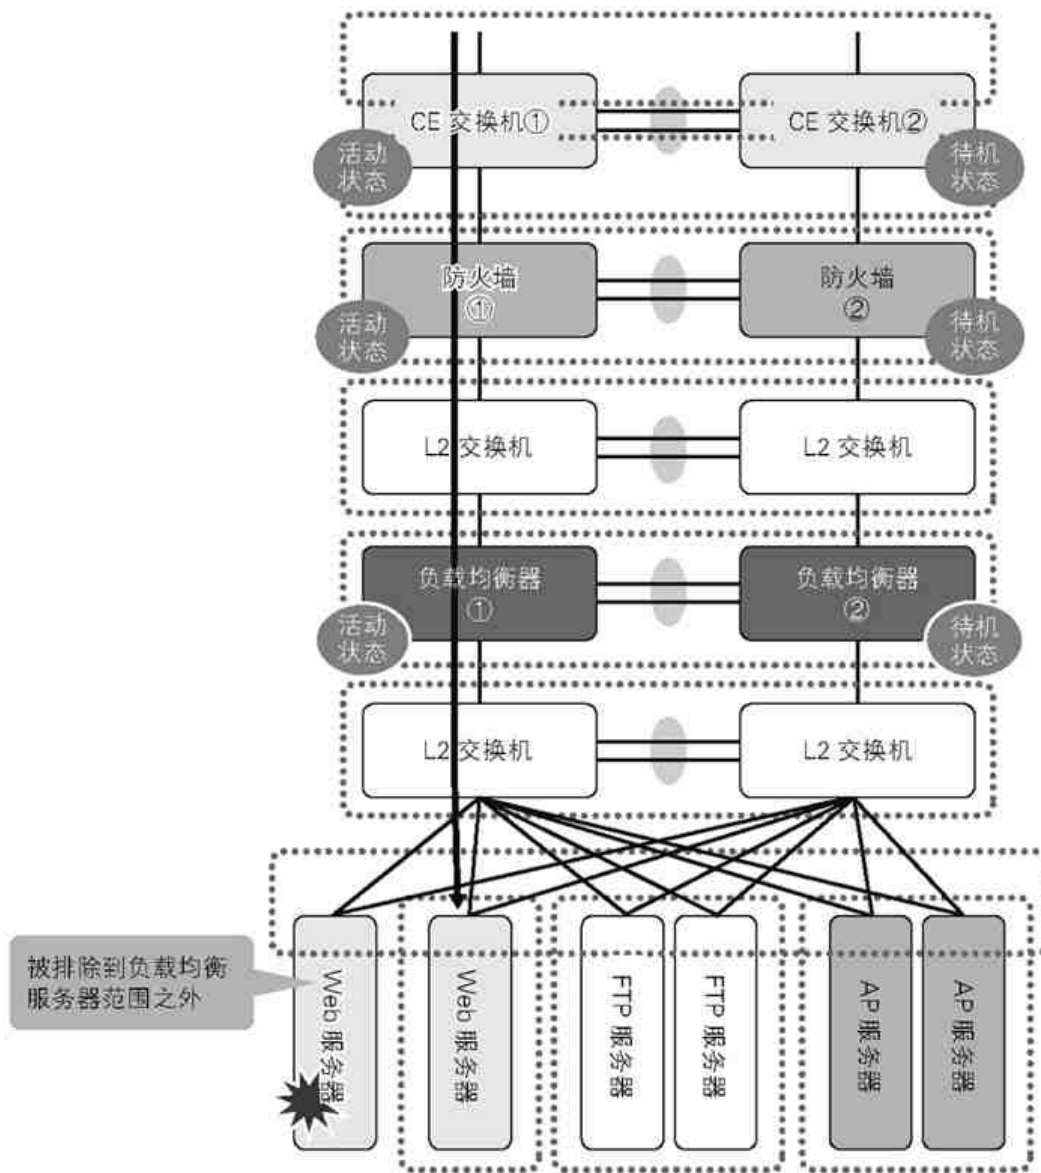 CE 交换机①
CE 交换机②
活动
状态
待机
状态
防火墙
①
防火墙
②
活动
状态
待机
状态
L2 交换机
L2 交换机
负载均衡器
①
负载均衡器
②
活动
状态
待机
状态
L2 交换机
L2 交换机
被排除到负载均衡
服务器范围之外
Web 服务器
Web 服务器
FTP 服务器
FTP 服务器
AP 服务器
AP 服务器